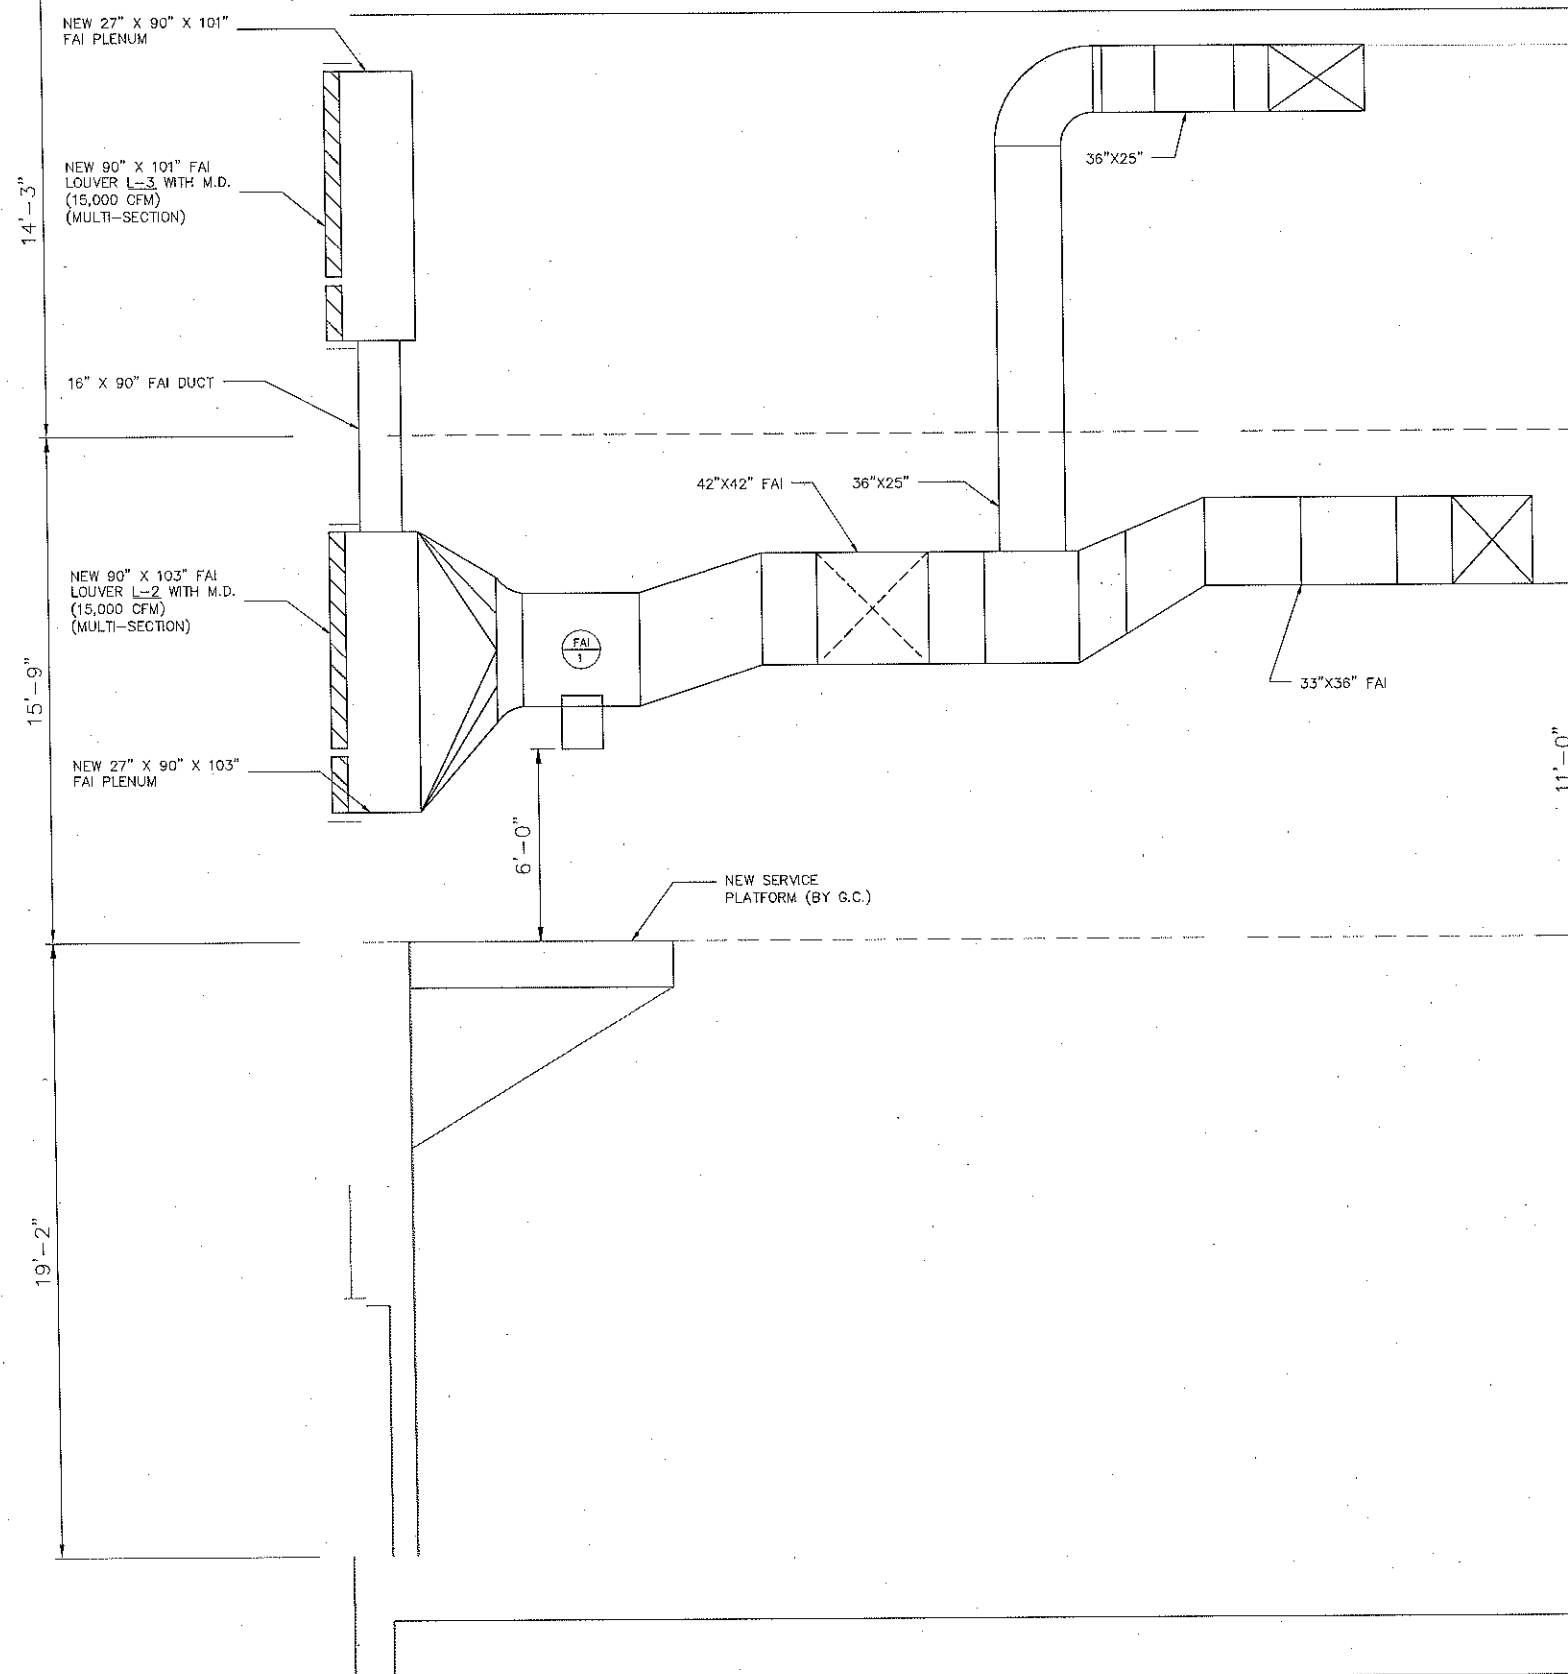 NEW 27" X 90" X 101"
FAI PLENUM
NEW 90" X 101" FAI
LOUVER L-3 WITH M.D.
(15,000 CFM)
(MULTI-SECTION)
14'-3"
36"X25"
16" X 90" FAI DUCT
42"X42" FAI
36"X25"
NEW 90" X 103" FAI
LOUVER L-2 WITH M.D.
(15,000 CFM)
(MULTI-SECTION)
FAI
1
15'-9"
33"X36" FAI
11'-0"
NEW 27" X 90" X 103"
FAI PLENUM
6'-0"
NEW SERVICE
PLATFORM (BY G.C.)
19'-2"